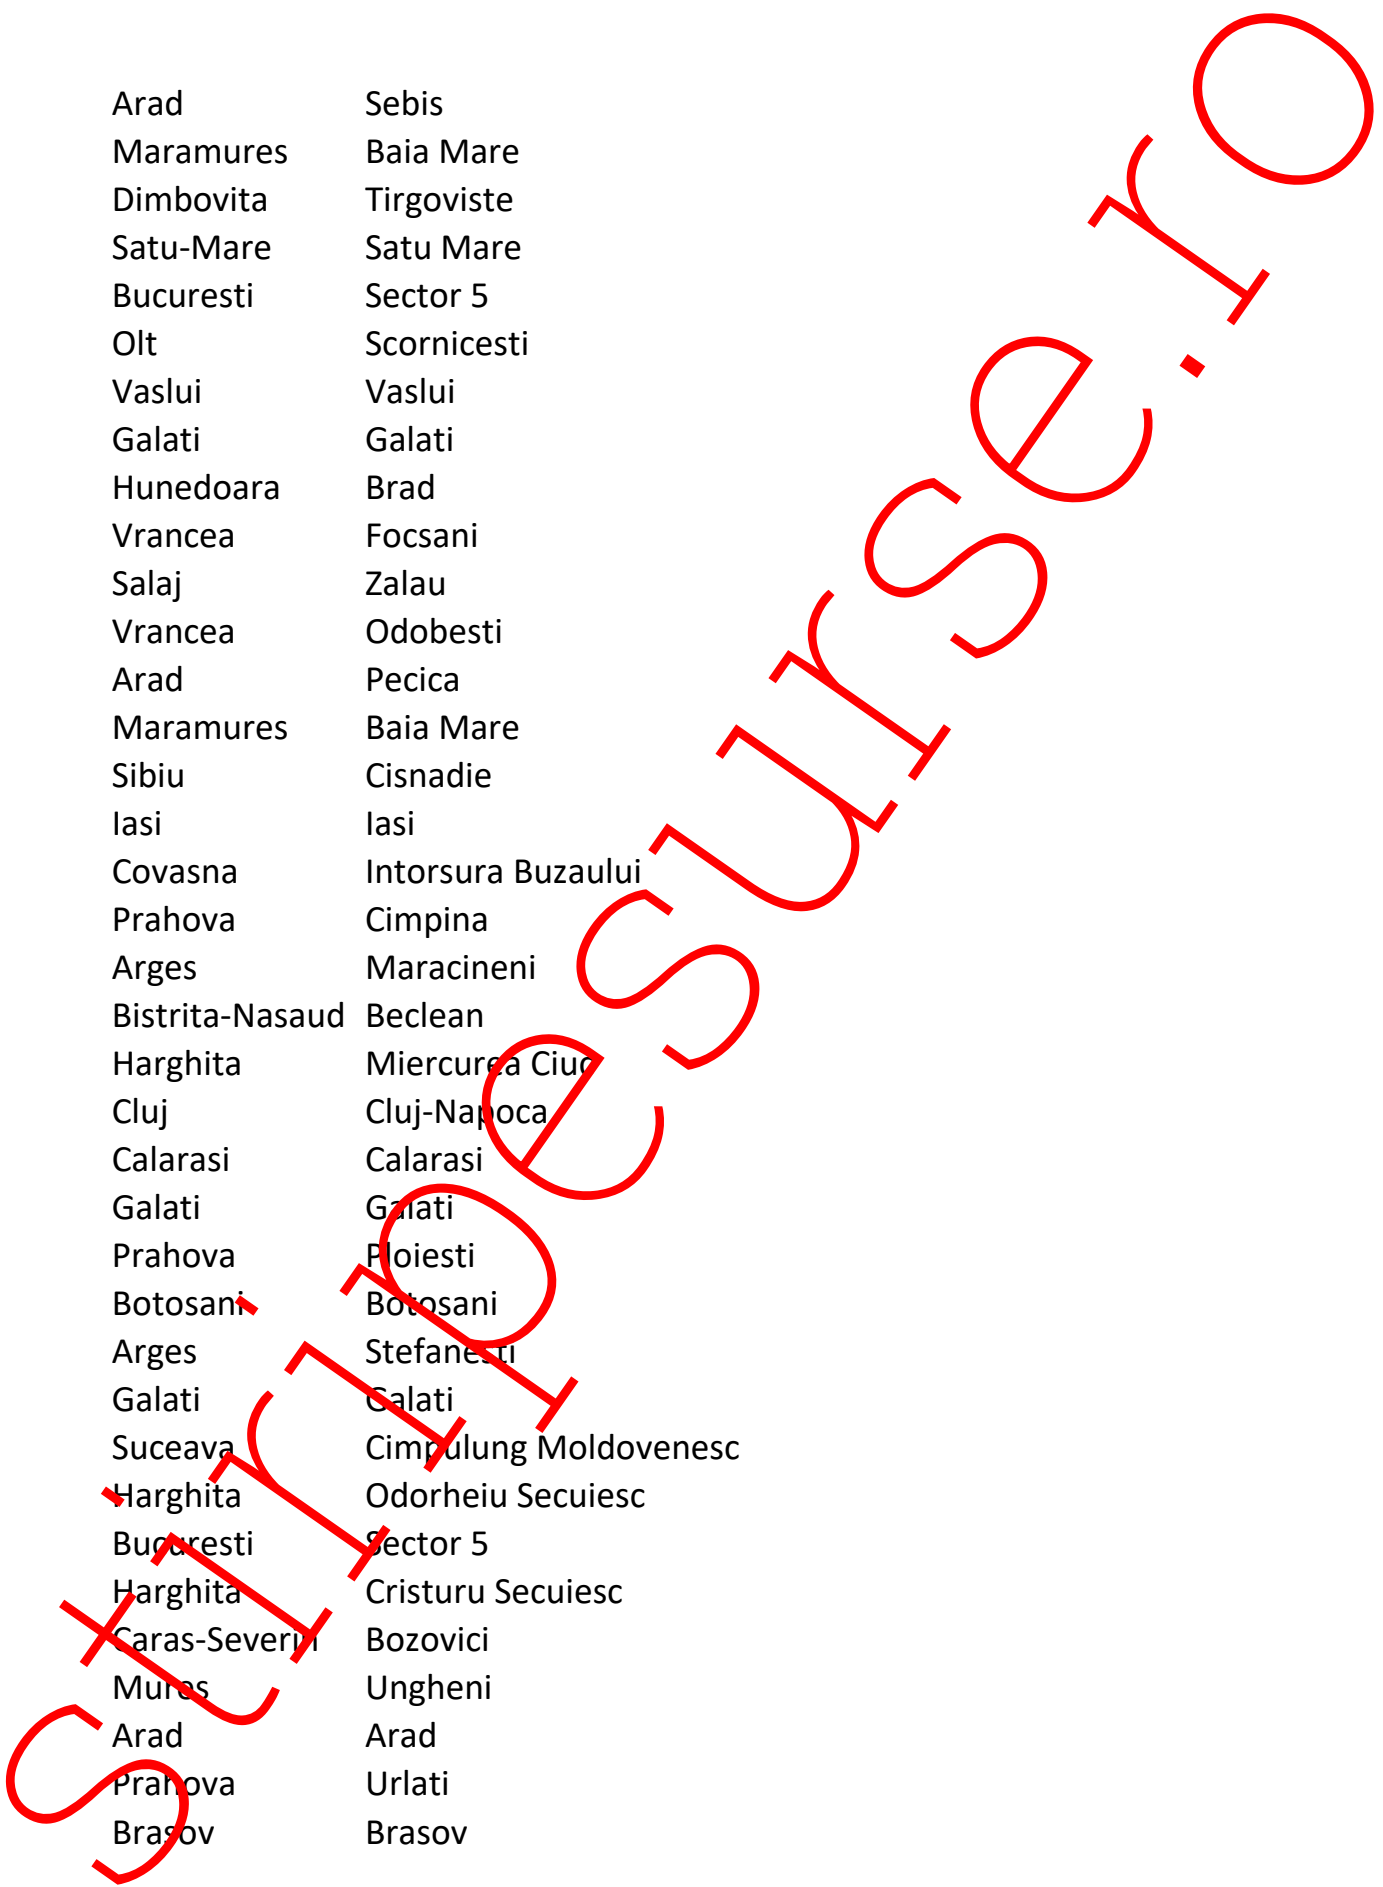 Arad Sebis
Maramures Baia Mare
Dimbovita Tirgoviste
Satu-Mare Satu Mare
Bucuresti Sector 5
Olt Scornicesti
Vaslui Vaslui
Galati Galati
Hunedoara Brad
Vrancea Focsani
Salaj Zalau
Vrancea Odobesti
Arad Pecica
Maramures Baia Mare
Sibiu Cisnadie
Iasi Iasi
Covasna Intorsura Buzaului
Prahova Cimpina
Arges Maracineni
Bistrita-Nasaud Beclean
Harghita Miercurea Ciuc
Cluj Cluj-Napoca
Calarasi Calarasi
Galati Galati
Prahova Ploiesti
Botosani Botosani
Arges Stefanesti
Galati Galati
Suceava Cimpulung Moldovenesc
Harghita Odorheiu Secuiesc
Bucuresti Sector 5
Harghita Cristuru Secuiesc
Caras-Severin Bozovici
Mures Ungheni
Arad Arad
Prahova Urlati
Brasov Brasov
stiripesurse.ro